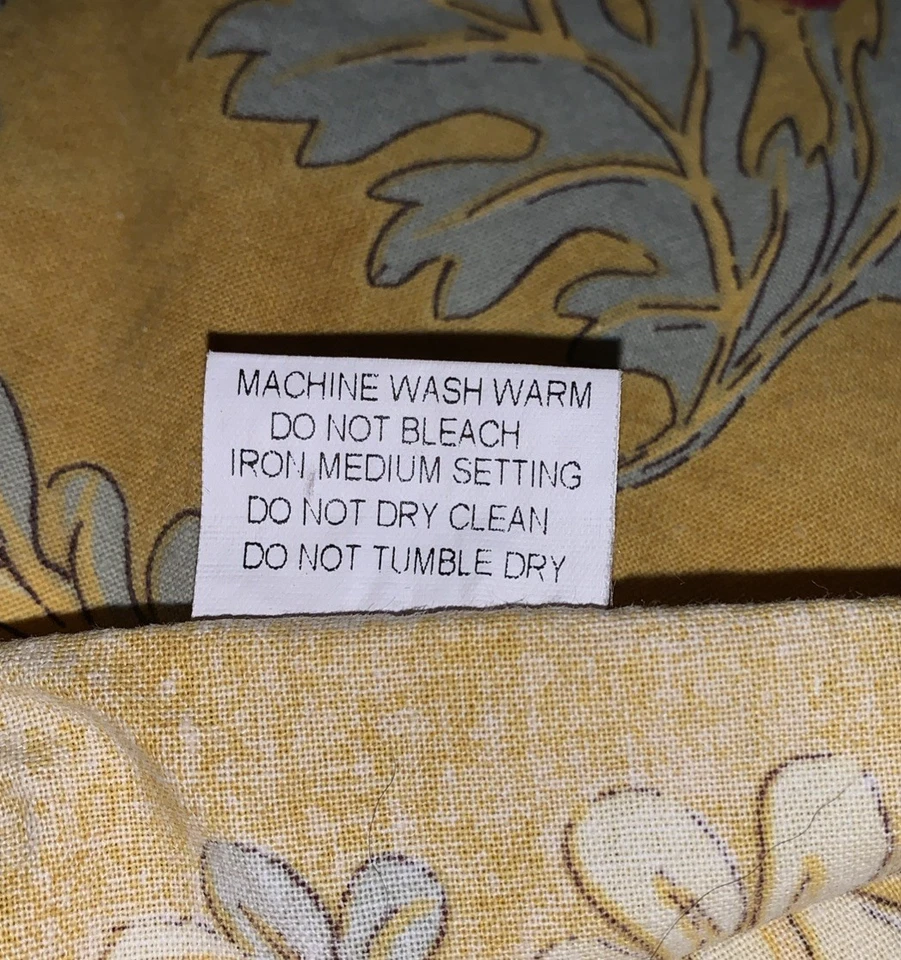 MACHINE WASH WARM
DO NOT BLEACH
IRON MEDIUM SETTING
DO NOT DRY CLEAN
DO NOT TUMBLE DRY